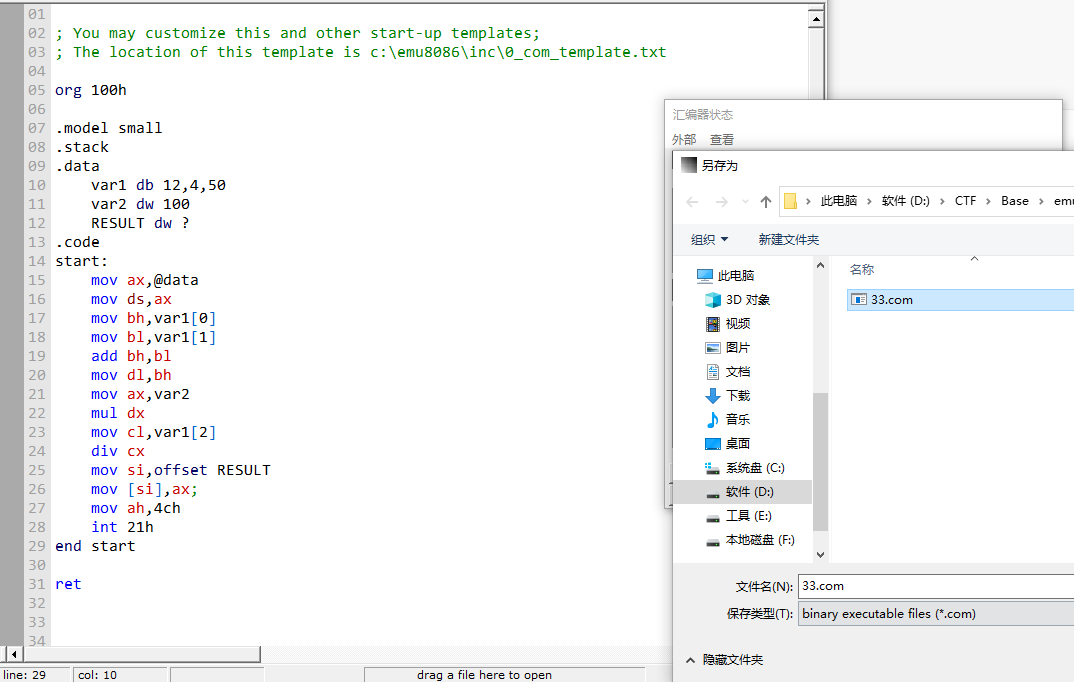 01
02 ; You may customize this and other start-up templates;
03 ; The location of this template is c:\emu8086\inc\0_com_template.txt
04
05 org 100h
06
07 .model small
08 .stack
09 .data
10 var1 db 12,4,50
11 var2 dw 100
12 RESULT dw ?
13 .code
14 start:
15 mov ax,@data
16 mov ds,ax
17 mov bh,var1[0]
18 mov bl,var1[1]
19 add bh,bl
20 mov dl,bh
21 mov ax,var2
22 mul dx
23 mov cl,var1[2]
24 div cx
25 mov si,offset RESULT
26 mov [si],ax;
27 mov ah,4ch
28 int 21h
29 end start
30
31 ret
32
33
34
line: 29 col: 10 drag a file here to open
汇编器状态
外部 查看
另存为
此电脑 › 软件 (D:) › CTF › Base › emu
组织 新建文件夹
此电脑
3D 对象
视频
图片
文档
下载
音乐
桌面
系统盘 (C:)
软件 (D:)
工具 (E:)
本地磁盘 (F:)
名称
33.com
文件名(N): 33.com
保存类型(T): binary executable files (*.com)
隐藏文件夹